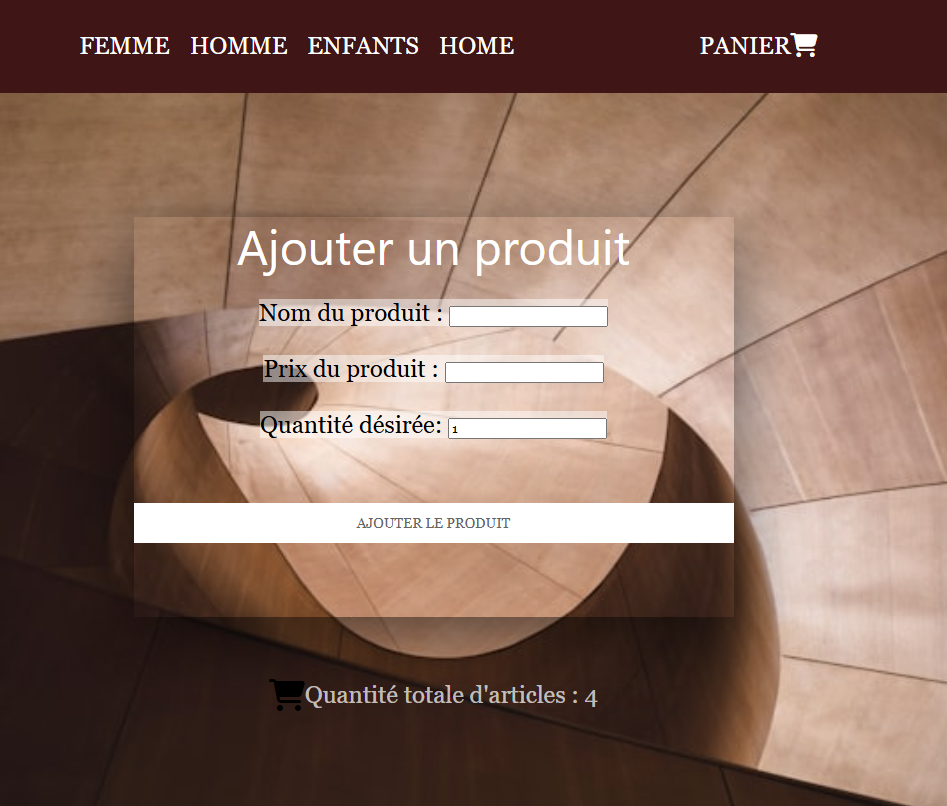 FEMME HOMME ENFANTS HOME PANIER
Ajouter un produit
Nom du produit :
Prix du produit :
Quantité désirée: 1
AJOUTER LE PRODUIT
Quantité totale d'articles : 4